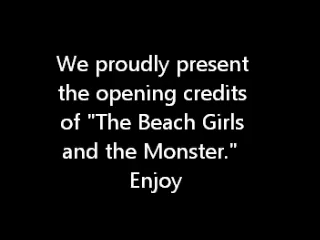 We proudly present
the opening credits
of "The Beach Girls
and the Monster."
Enjoy